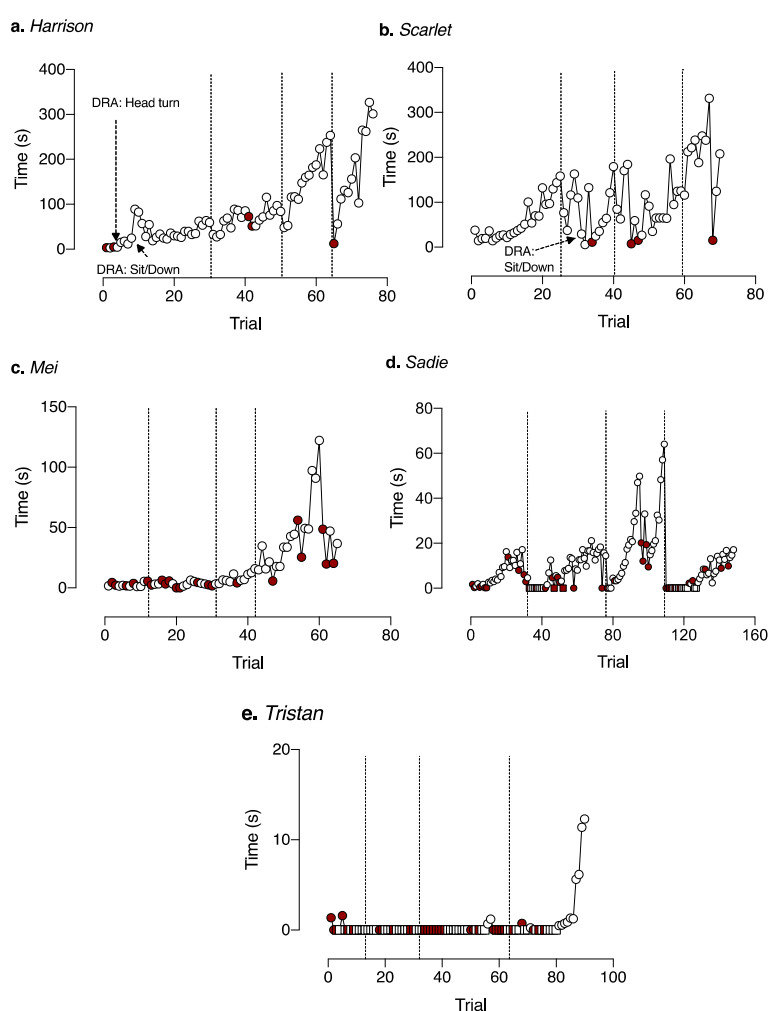 a. Harrison
b. Scarlet
400
300
200
100
0
Time (s)
DRA: Head turn
DRA: Sit/Down
0 20 40 60 80
Trial
400
300
200
100
0
Time (s)
DRA:
Sit/Down
0 20 40 60 80
Trial
c. Mei
d. Sadie
150
100
50
0
Time (s)
0 20 40 60 80
Trial
80
60
40
20
0
Time (s)
0 40 80 120 160
Trial
e. Tristan
20
10
0
Time (s)
0 20 40 60 80 100
Trial